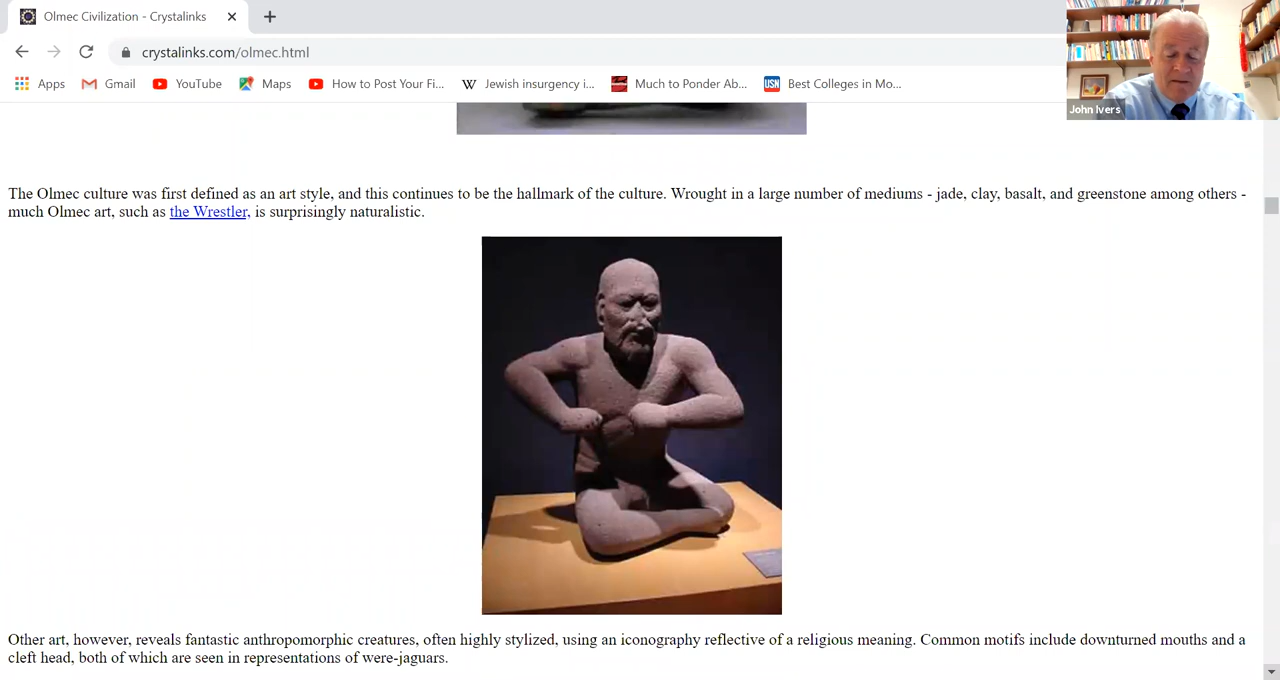 Olmec Civilization - Crystalinks
crystalinks.com/olmec.html
Apps Gmail YouTube Maps How to Post Your Fi... Jewish insurgency i... Much to Ponder Ab... USN Best Colleges in Mo...
John Ivers
The Olmec culture was first defined as an art style, and this continues to be the hallmark of the culture. Wrought in a large number of mediums - jade, clay, basalt, and greenstone among others -
much Olmec art, such as the Wrestler, is surprisingly naturalistic.
Other art, however, reveals fantastic anthropomorphic creatures, often highly stylized, using an iconography reflective of a religious meaning. Common motifs include downturned mouths and a
cleft head, both of which are seen in representations of were-jaguars.